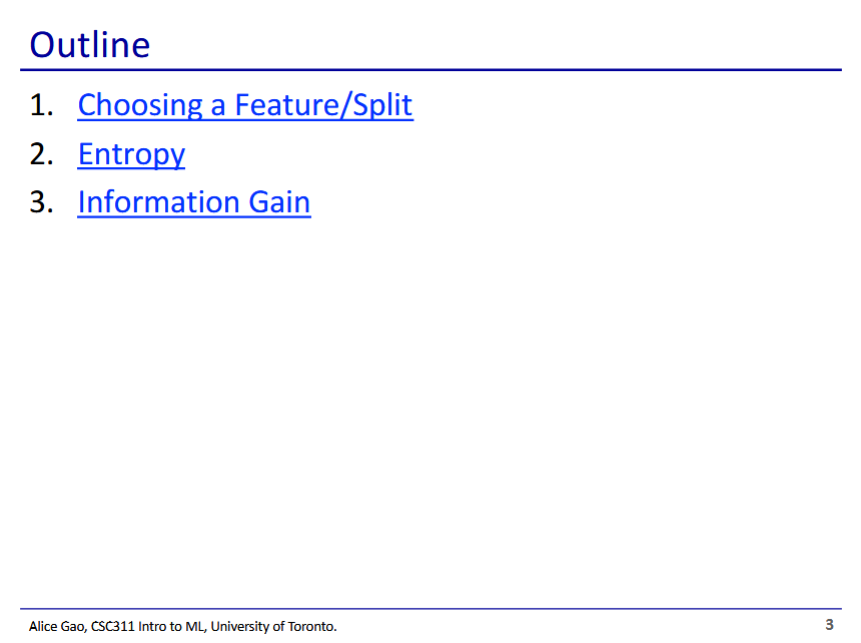 Outline
1. Choosing a Feature/Split
2. Entropy
3. Information Gain
Alice Gao, CSC311 Intro to ML, University of Toronto.
3